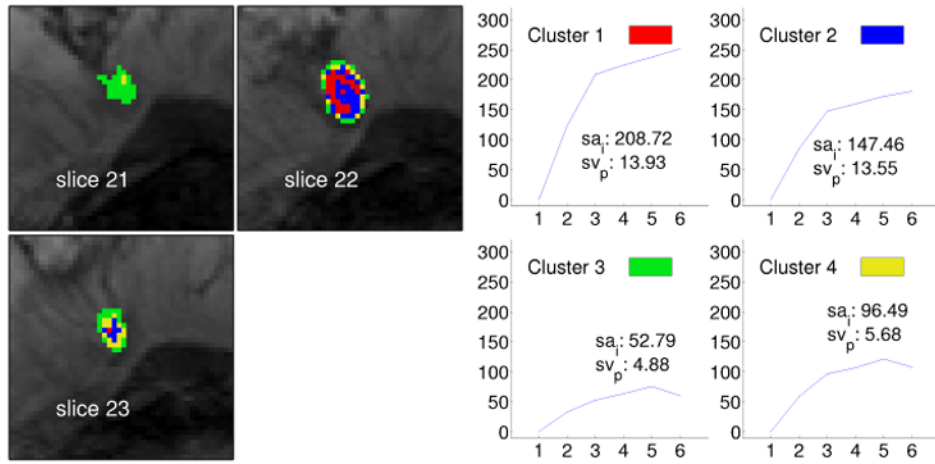 slice 21
slice 22
slice 23
300
250
200
150
100
50
0
Cluster 1
sa_i: 208.72
sv_p: 13.93
1 2 3 4 5 6
300
250
200
150
100
50
0
Cluster 2
sa_i: 147.46
sv_p: 13.55
1 2 3 4 5 6
300
250
200
150
100
50
0
Cluster 3
sa_i: 52.79
sv_p: 4.88
1 2 3 4 5 6
300
250
200
150
100
50
0
Cluster 4
sa_i: 96.49
sv_p: 5.68
1 2 3 4 5 6